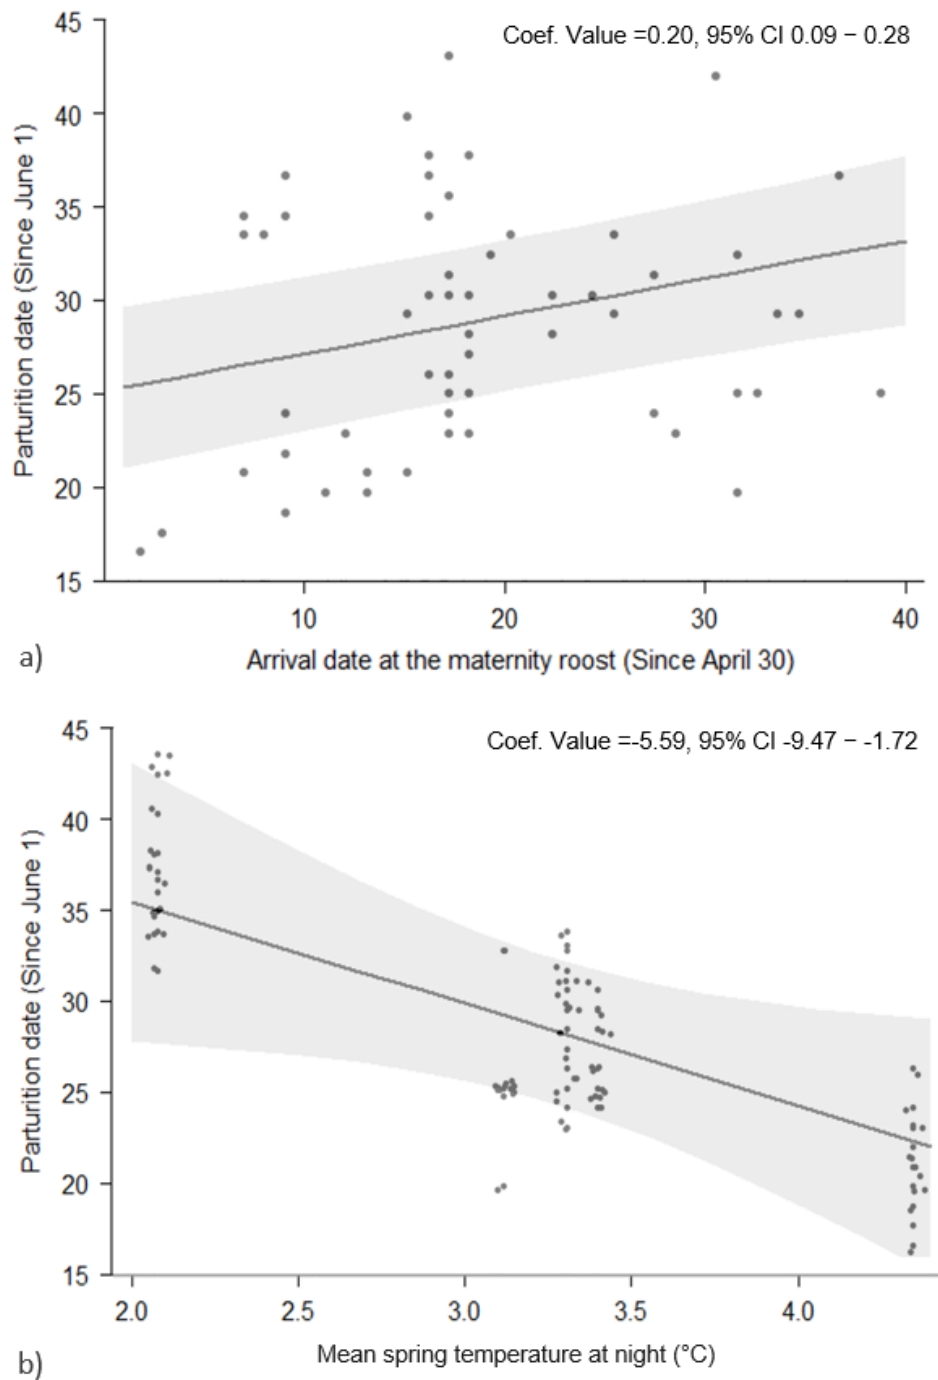 Coef. Value =0.20, 95% CI 0.09 − 0.28
Parturition date (Since June 1)
45
40
35
30
25
20
15
10
20
30
40
Arrival date at the maternity roost (Since April 30)
a)
Coef. Value =-5.59, 95% CI -9.47 − -1.72
Parturition date (Since June 1)
45
40
35
30
25
20
15
2.0
2.5
3.0
3.5
4.0
Mean spring temperature at night (°C)
b)